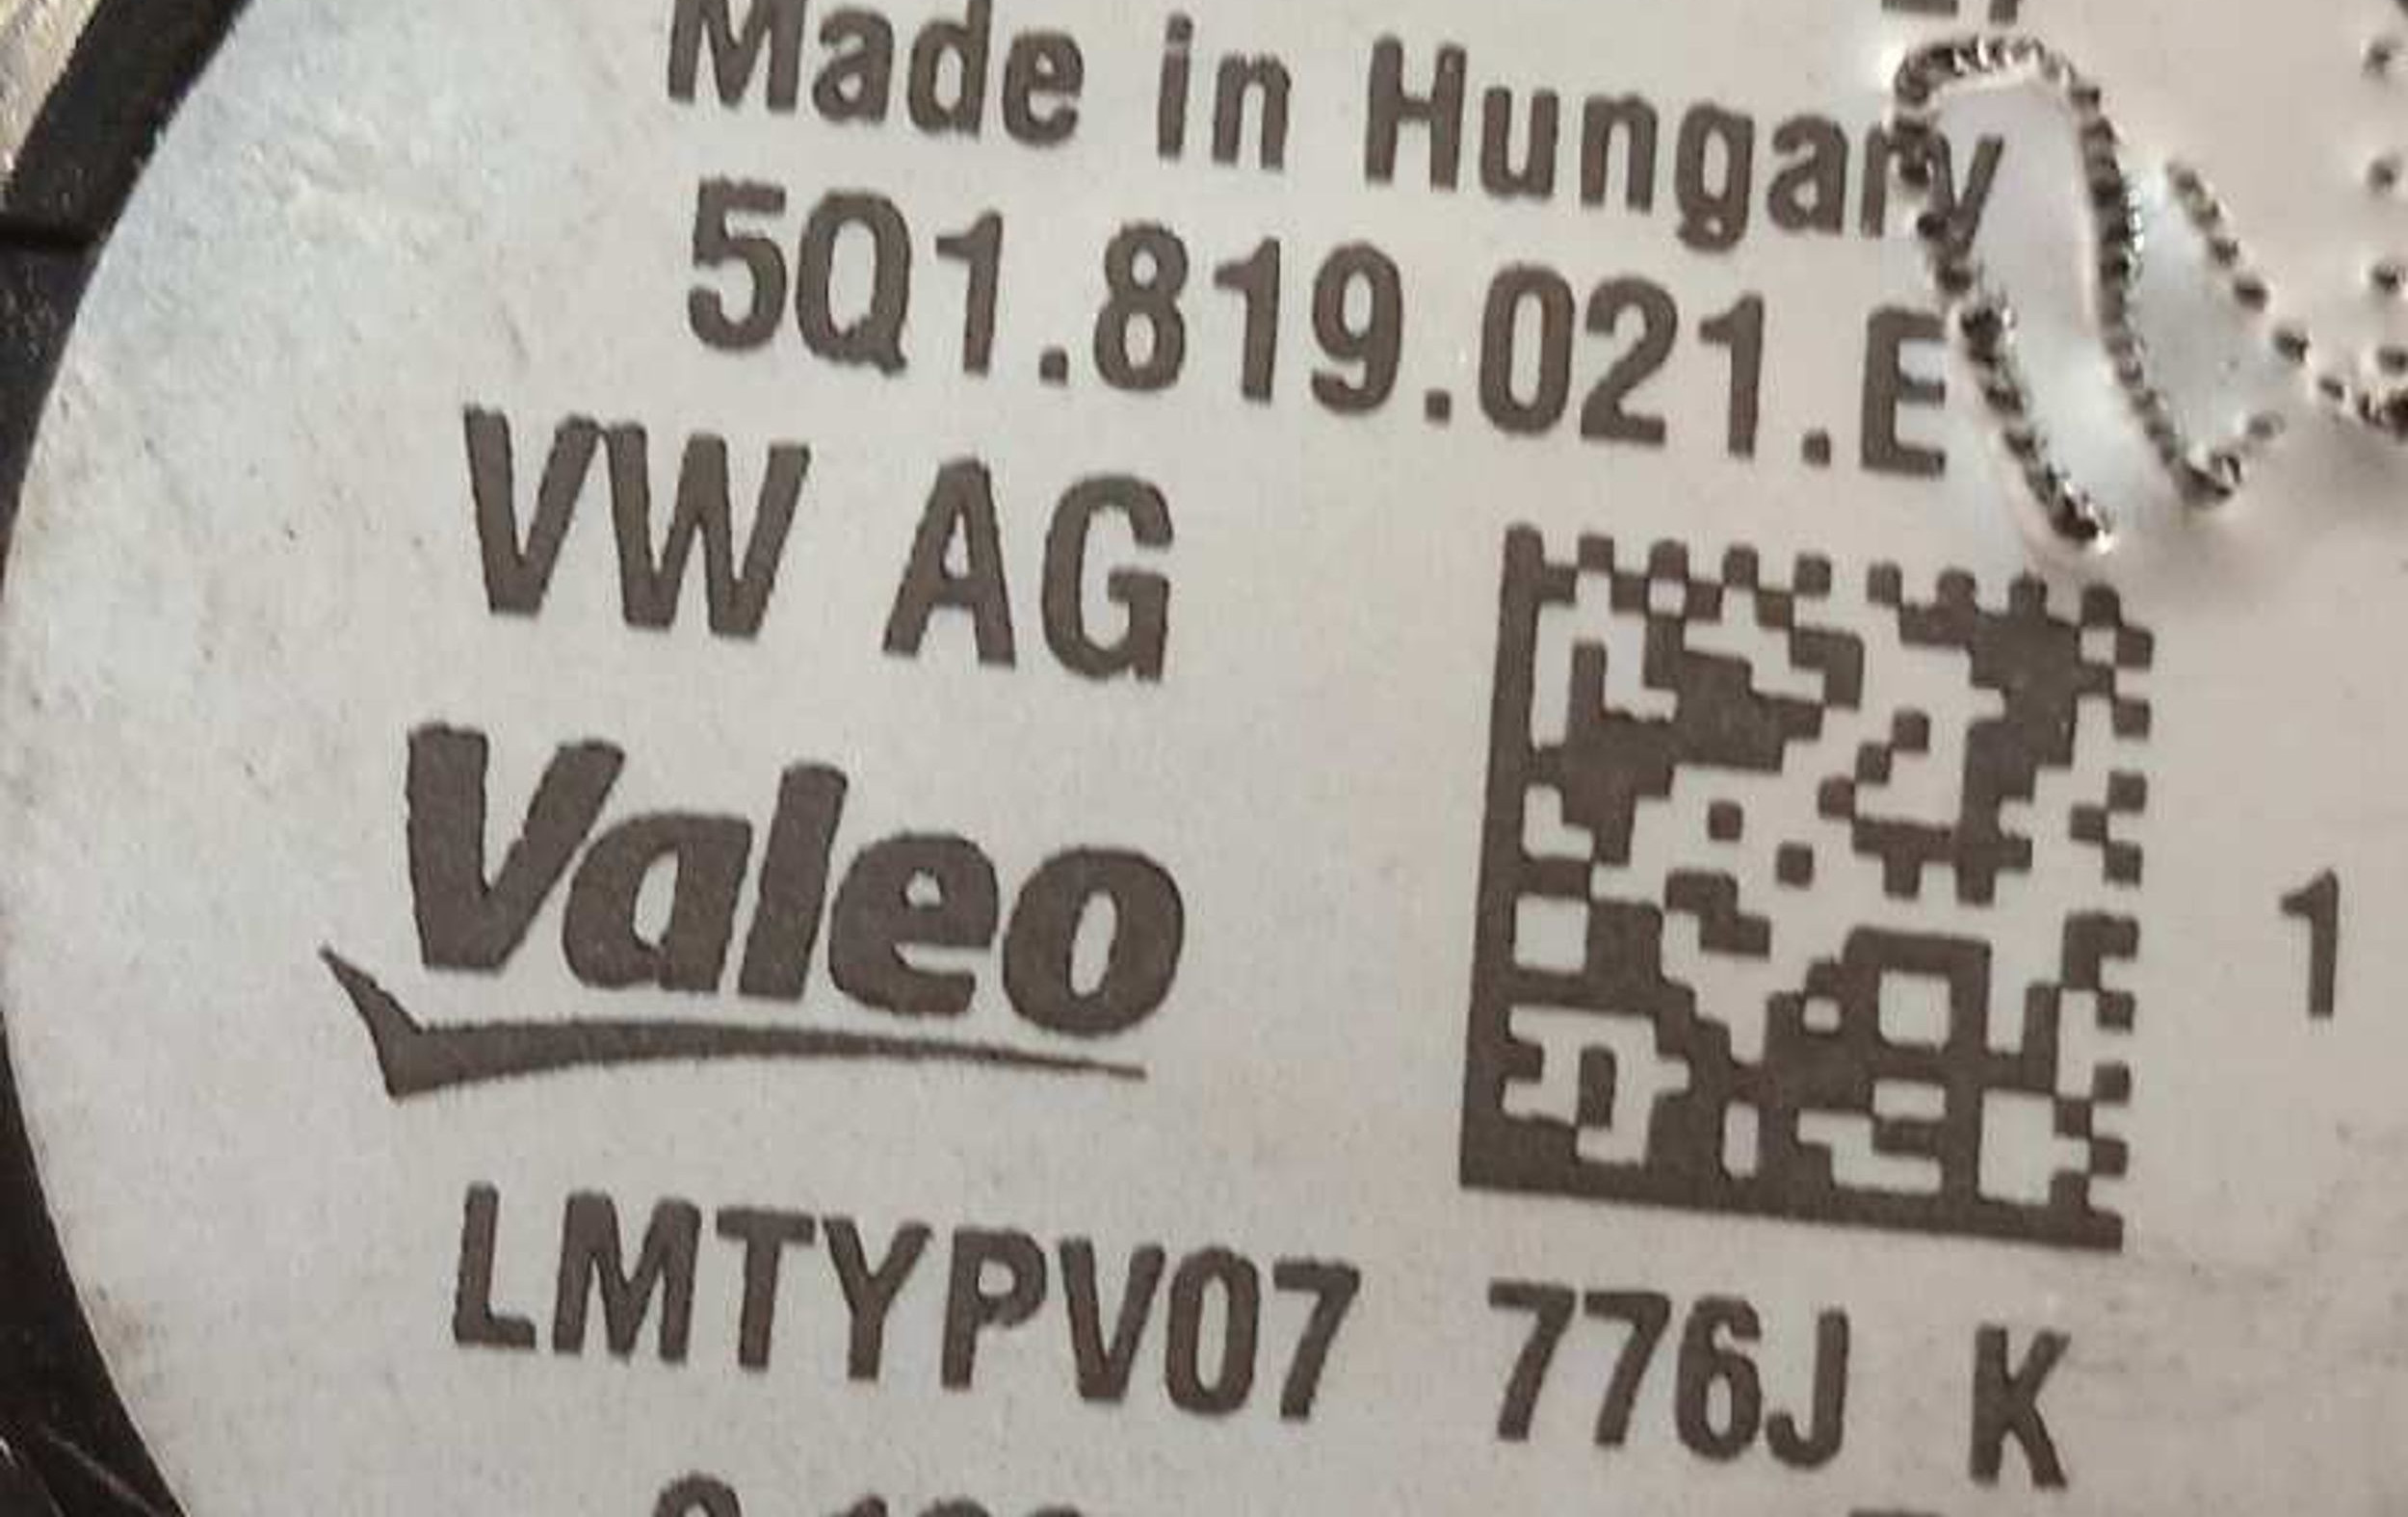 Made in Hungary
5Q1.819.021.E
VW AG
Valeo
1
LMTYPV07 776J K